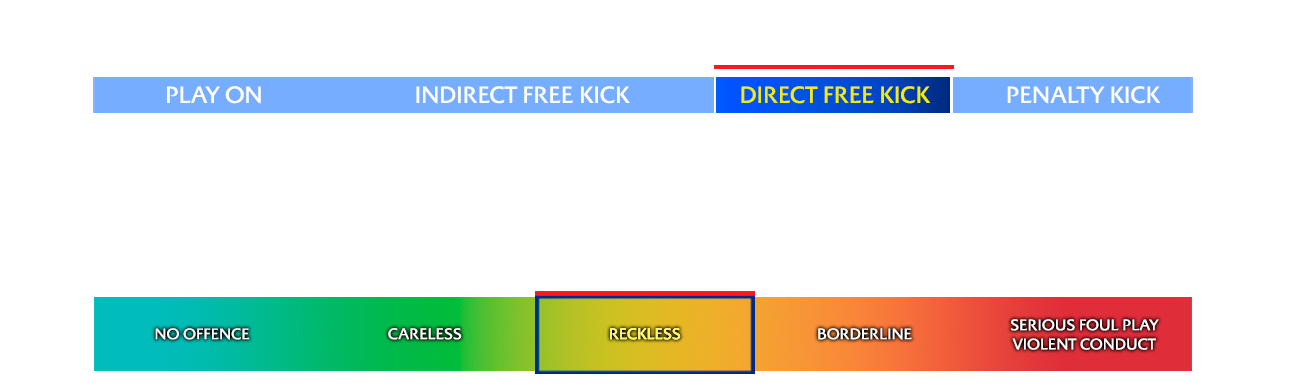 PLAY ON INDIRECT FREE KICK DIRECT FREE KICK PENALTY KICK
NO OFFENCE CARELESS RECKLESS BORDERLINE SERIOUS FOUL PLAY
VIOLENT CONDUCT